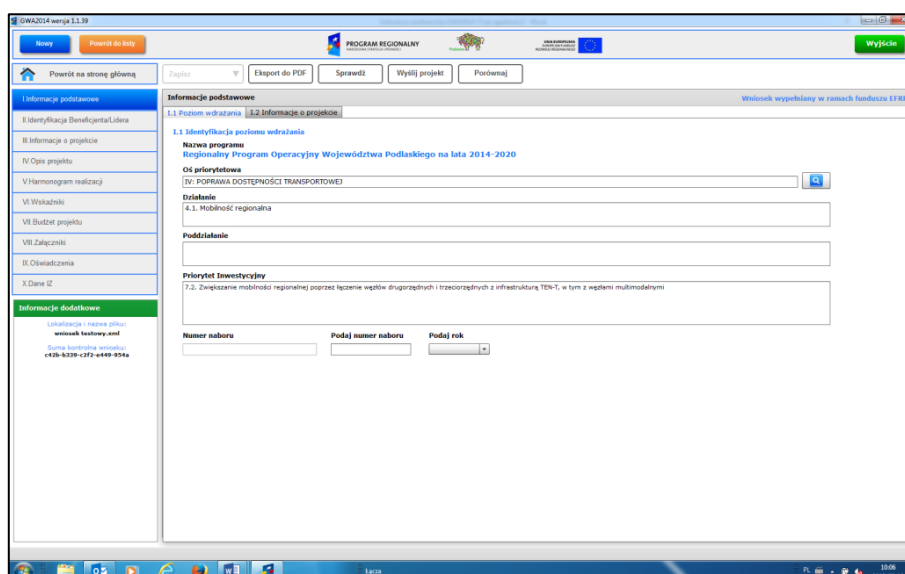 GWA2014 wersja 1.1.39
Nowy
Powrót do listy
PROGRAM REGIONALNY
UNIA EUROPEJSKA
Wyjście
Powrót na stronę główną
Zapisz
Eksport do PDF
Sprawdź
Wyślij projekt
Porównaj
I.Informacje podstawowe
II.Identyfikacja Beneficjenta/Lidera
III.Informacje o projekcie
IV.Opis projektu
V.Harmonogram realizacji
VI.Wskaźniki
VII.Budżet projektu
VIII.Załączniki
IX.Oświadczenia
X.Dane IZ
Informacje dodatkowe
Lokalizacja i nazwa pliku:
wniosek testowy.xml
Suma kontrolna wniosku:
c42b-b339-c2f2-e449-954a
Informacje podstawowe
Wniosek wypełniany w ramach funduszu EFRR
I.1 Poziom wdrażania
I.2 Informacje o projekcie
I.1 Identyfikacja poziomu wdrażania
Nazwa programu
Regionalny Program Operacyjny Województwa Podlaskiego na lata 2014-2020
Oś priorytetowa
IV: POPRAWA DOSTĘPNOŚCI TRANSPORTOWEJ
Działanie
4.1. Mobilność regionalna
Poddziałanie
Priorytet Inwestycyjny
7.2. Zwiększanie mobilności regionalnej poprzez łączenie węzłów drugorzędnych i trzeciorzędnych z infrastrukturą TEN-T, w tym z węzłami multimodalnymi
Numer naboru
Podaj numer naboru
Podaj rok
Łącza
PL
10:06